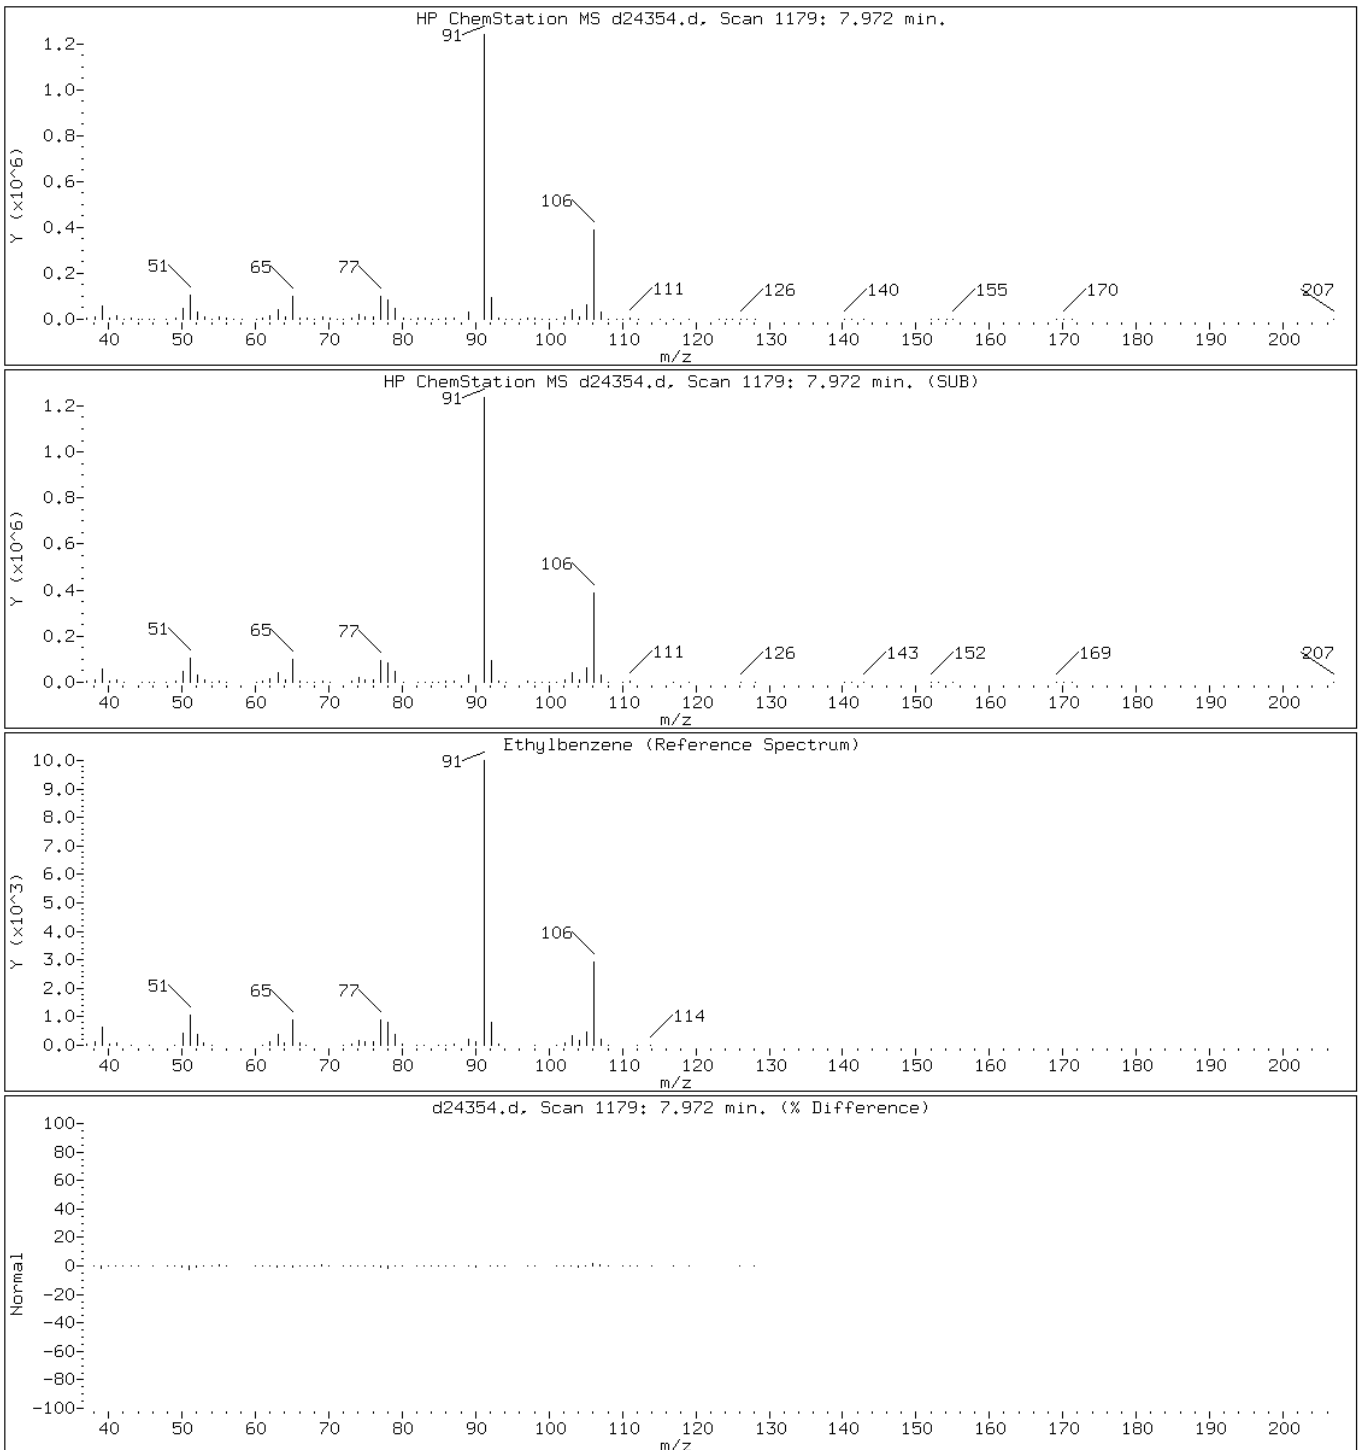 HP ChemStation MS d24354.d, Scan 1179: 7.972 min.
Y (x10^6)
1.2
1.0
0.8
0.6
0.4
0.2
0.0
91
106
51 65 77 111 126 140 155 170 207
40 50 60 70 80 90 100 110 120 130 140 150 160 170 180 190 200
m/z
HP ChemStation MS d24354.d, Scan 1179: 7.972 min. (SUB)
Y (x10^6)
1.2
1.0
0.8
0.6
0.4
0.2
0.0
91
106
51 65 77 111 126 143 152 169 207
40 50 60 70 80 90 100 110 120 130 140 150 160 170 180 190 200
m/z
Ethylbenzene (Reference Spectrum)
Y (x10^3)
10.0
9.0
8.0
7.0
6.0
5.0
4.0
3.0
2.0
1.0
0.0
91
106
51 65 77 114
40 50 60 70 80 90 100 110 120 130 140 150 160 170 180 190 200
m/z
d24354.d, Scan 1179: 7.972 min. (% Difference)
Normal
100
80
60
40
20
0
-20
-40
-60
-80
-100
40 50 60 70 80 90 100 110 120 130 140 150 160 170 180 190 200
m/z